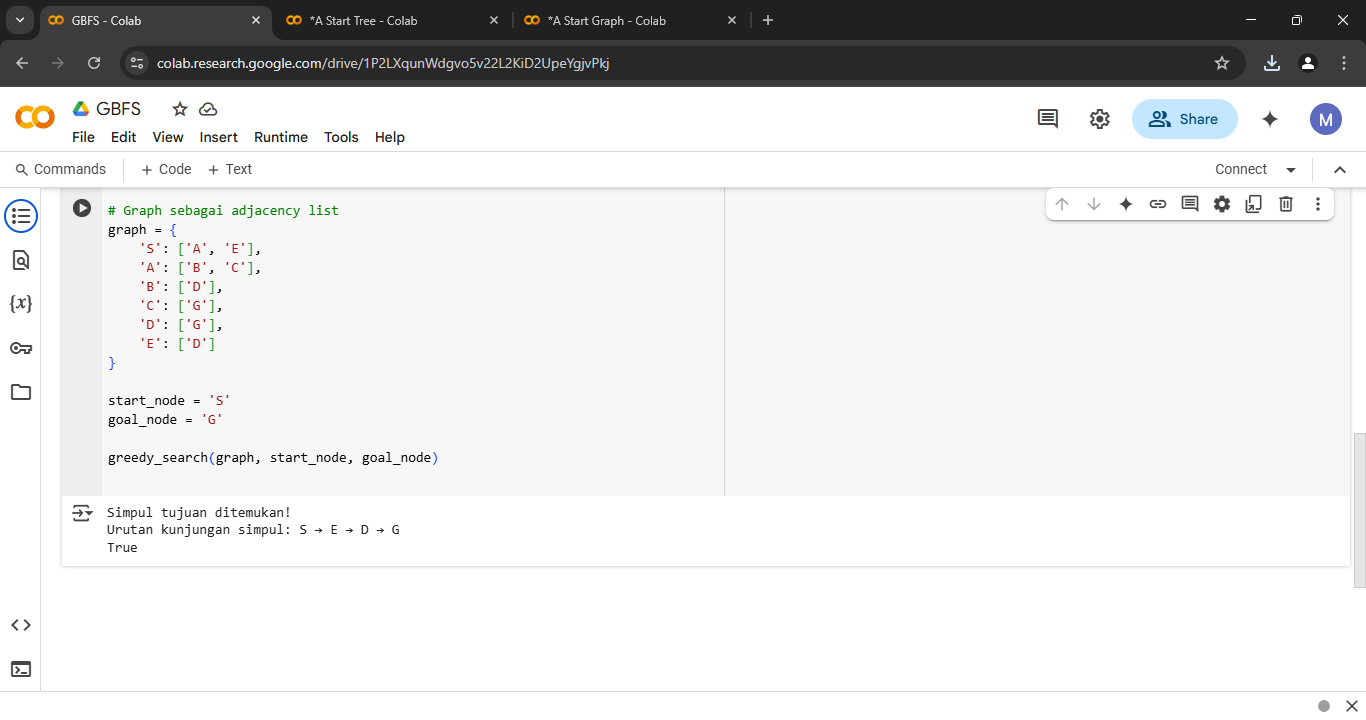 GBFS - Colab
*A Start Tree - Colab
*A Start Graph - Colab
colab.research.google.com/drive/1P2LXqunWdgvo5v22L2KiD2UpeYgjvPkj
GBFS
Share
M
File Edit View Insert Runtime Tools Help
Commands + Code + Text
Connect
# Graph sebagai adjacency list
graph = {
    'S': ['A', 'E'],
    'A': ['B', 'C'],
    'B': ['D'],
    'C': ['G'],
    'D': ['G'],
    'E': ['D']
}
start_node = 'S'
goal_node = 'G'
greedy_search(graph, start_node, goal_node)
Simpul tujuan ditemukan!
Urutan kunjungan simpul: S → E → D → G
True
{x}